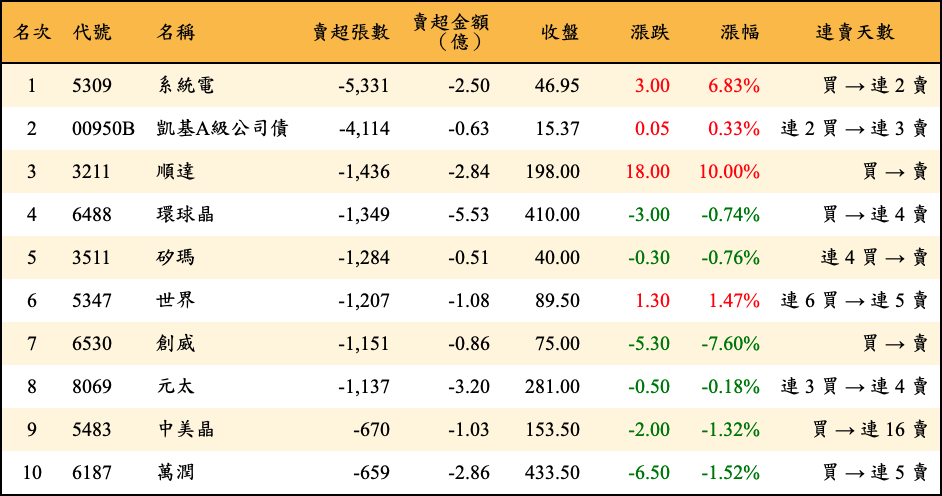 名次 代號 名稱 賣超張數 賣超金額（億） 收盤 漲跌 漲幅 連賣天數
1 5309 系統電 -5,331 -2.50 46.95 3.00 6.83% 買 → 連 2 賣
2 00950B 凱基A級公司債 -4,114 -0.63 15.37 0.05 0.33% 連 2 買 → 連 3 賣
3 3211 順達 -1,436 -2.84 198.00 18.00 10.00% 買 → 賣
4 6488 環球晶 -1,349 -5.53 410.00 -3.00 -0.74% 買 → 連 4 賣
5 3511 矽瑪 -1,284 -0.51 40.00 -0.30 -0.76% 連 4 買 → 賣
6 5347 世界 -1,207 -1.08 89.50 1.30 1.47% 連 6 買 → 連 5 賣
7 6530 創威 -1,151 -0.86 75.00 -5.30 -7.60% 買 → 賣
8 8069 元太 -1,137 -3.20 281.00 -0.50 -0.18% 連 3 買 → 連 4 賣
9 5483 中美晶 -670 -1.03 153.50 -2.00 -1.32% 買 → 連 16 賣
10 6187 萬潤 -659 -2.86 433.50 -6.50 -1.52% 買 → 連 5 賣